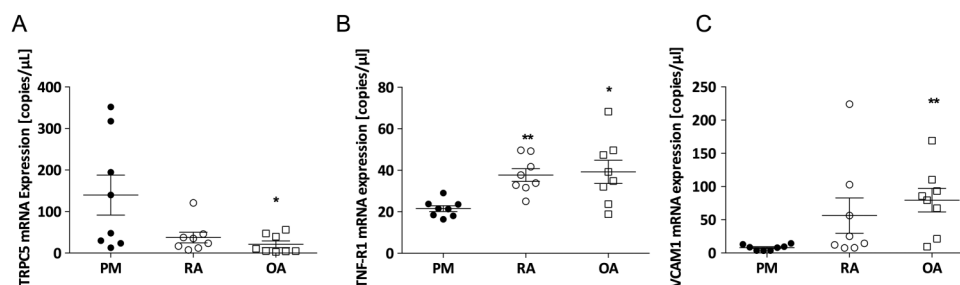 A
TRPC5 mRNA Expression [copies/µL]
400
300
200
100
0
*
PM
RA
OA
B
TNF-R1 mRNA expression [copies/µl]
80
60
40
20
0
**
*
PM
RA
OA
C
VCAM1 mRNA expression [copies/µl]
250
200
150
100
50
0
**
PM
RA
OA